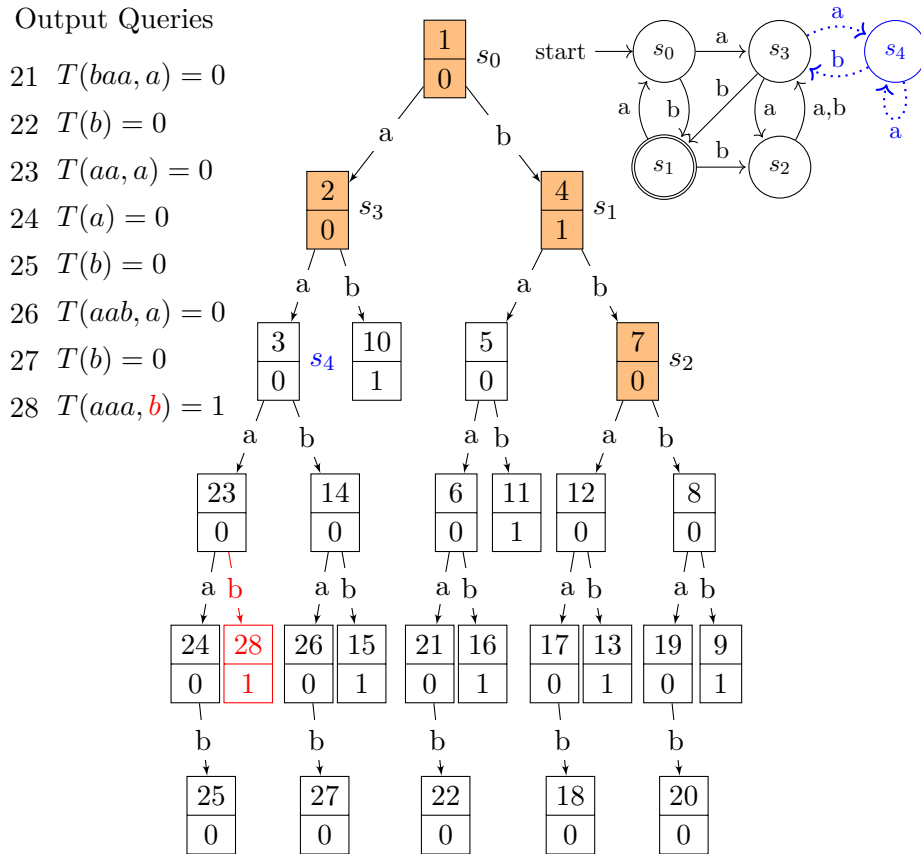 Output Queries
21 T(baa, a) = 0
22 T(b) = 0
23 T(aa, a) = 0
24 T(a) = 0
25 T(b) = 0
26 T(aab, a) = 0
27 T(b) = 0
28 T(aaa, b) = 1
1
0
s₀
a
b
2
0
s₃
4
1
s₁
a
b
a
b
3
0
s₄
10
1
5
0
7
0
s₂
a
b
a
b
a
b
23
0
14
0
6
0
11
1
12
0
8
0
a
b
a
b
a
b
a
b
a
b
24
0
28
1
26
0
15
1
21
0
16
1
17
0
13
1
19
0
9
1
b
b
b
b
b
25
0
27
0
22
0
18
0
20
0
start
s₀
a
s₃
a
s₄
b
a
a
b
b
a
a,b
s₁
b
s₂